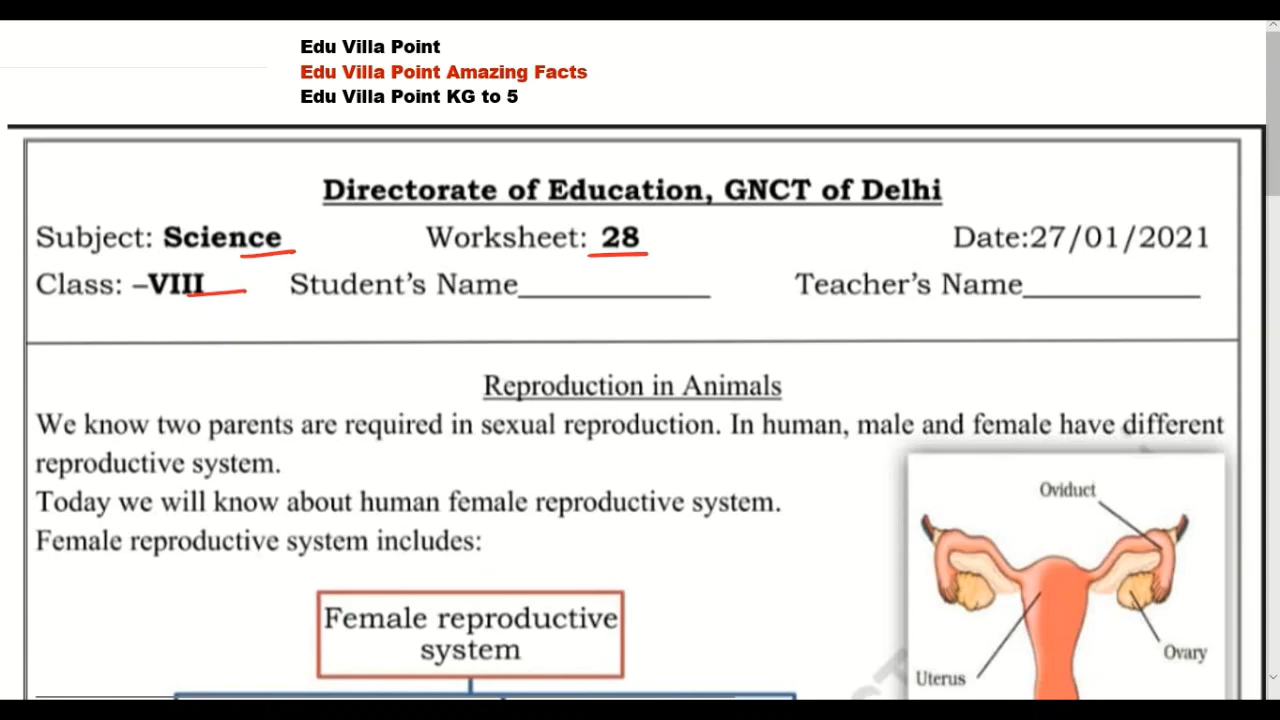 Edu Villa Point
Edu Villa Point Amazing Facts
Edu Villa Point KG to 5
Directorate of Education, GNCT of Delhi
Subject: Science Worksheet: 28 Date:27/01/2021
Class: –VIII Student’s Name____________ Teacher’s Name___________
Reproduction in Animals
We know two parents are required in sexual reproduction. In human, male and female have different
reproductive system.
Today we will know about human female reproductive system.
Female reproductive system includes:
Female reproductive
system
Oviduct
Ovary
Uterus